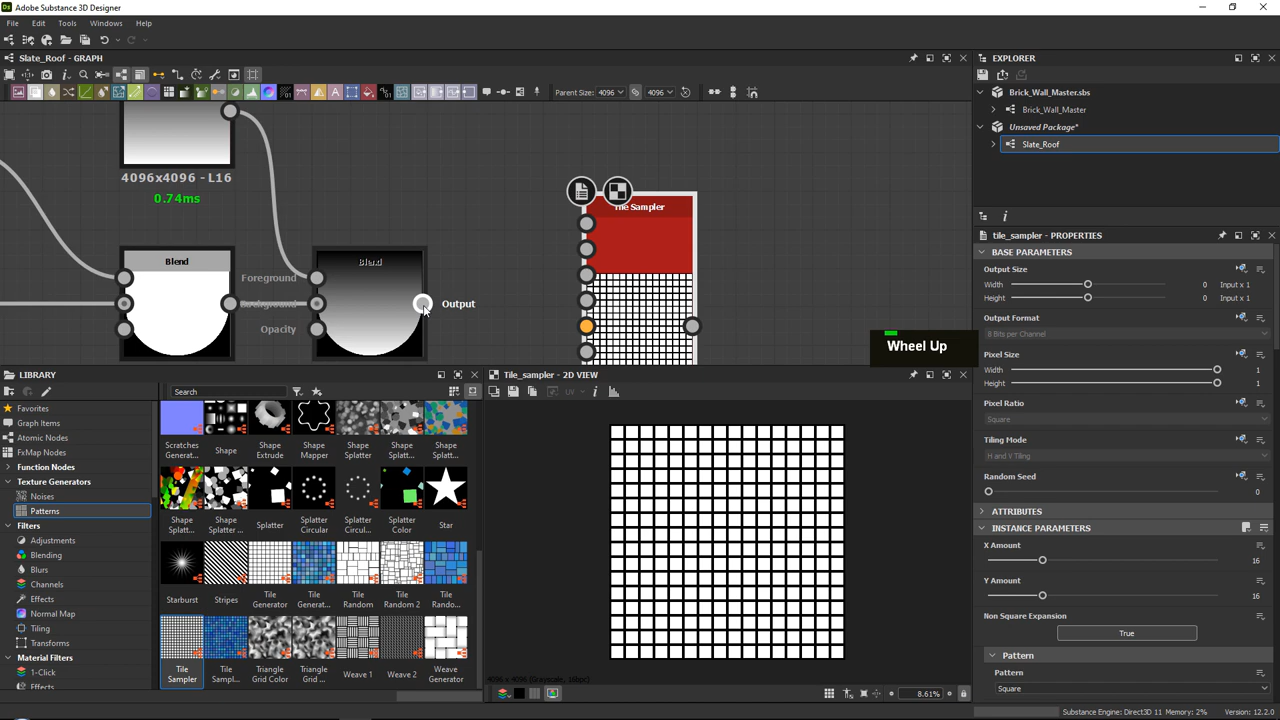 Adobe Substance 3D Designer
File Edit Tools Windows Help
Slate_Roof - GRAPH
Parent Size: 4096 4096
4096x4096 - L16
0.74ms
Blend
Blend
Foreground
Background
Opacity
Output
Tile Sampler
Wheel Up
EXPLORER
Brick_Wall_Master.sbs
Brick_Wall_Master
Unsaved Package*
Slate_Roof
tile_sampler - PROPERTIES
BASE PARAMETERS
Output Size
Width 0 Input x 1
Height 0 Input x 1
Output Format
8 Bits per Channel
Pixel Size
Width 1
Height 1
Pixel Ratio
Square
Tiling Mode
H and V Tiling
Random Seed
0
ATTRIBUTES
INSTANCE PARAMETERS
X Amount
16
Y Amount
16
Non Square Expansion
True
Pattern
Pattern
Square
LIBRARY
Search
Favorites
Graph Items
Atomic Nodes
FxMap Nodes
Function Nodes
Texture Generators
Noises
Patterns
Filters
Adjustments
Blending
Blurs
Channels
Effects
Normal Map
Tiling
Transforms
Material Filters
1-Click
Effects
Scratches Generat...
Shape
Shape Extrude
Shape Mapper
Shape Splatter
Shape Splatt...
Shape Splatt...
Shape Splatt...
Shape Splatter ...
Splatter
Splatter Circular
Splatter Circul...
Splatter Color
Star
Starburst
Stripes
Tile Generator
Tile Generat...
Tile Random
Tile Random 2
Tile Rando...
Tile Sampler
Tile Sampl...
Triangle Grid Color
Triangle Grid ...
Weave 1
Weave 2
Weave Generator
Tile_sampler - 2D VIEW
UV
4096 x 4096 (Grayscale, 16bpc)
8.61%
Substance Engine: Direct3D 11 Memory: 2%
Version: 12.2.0